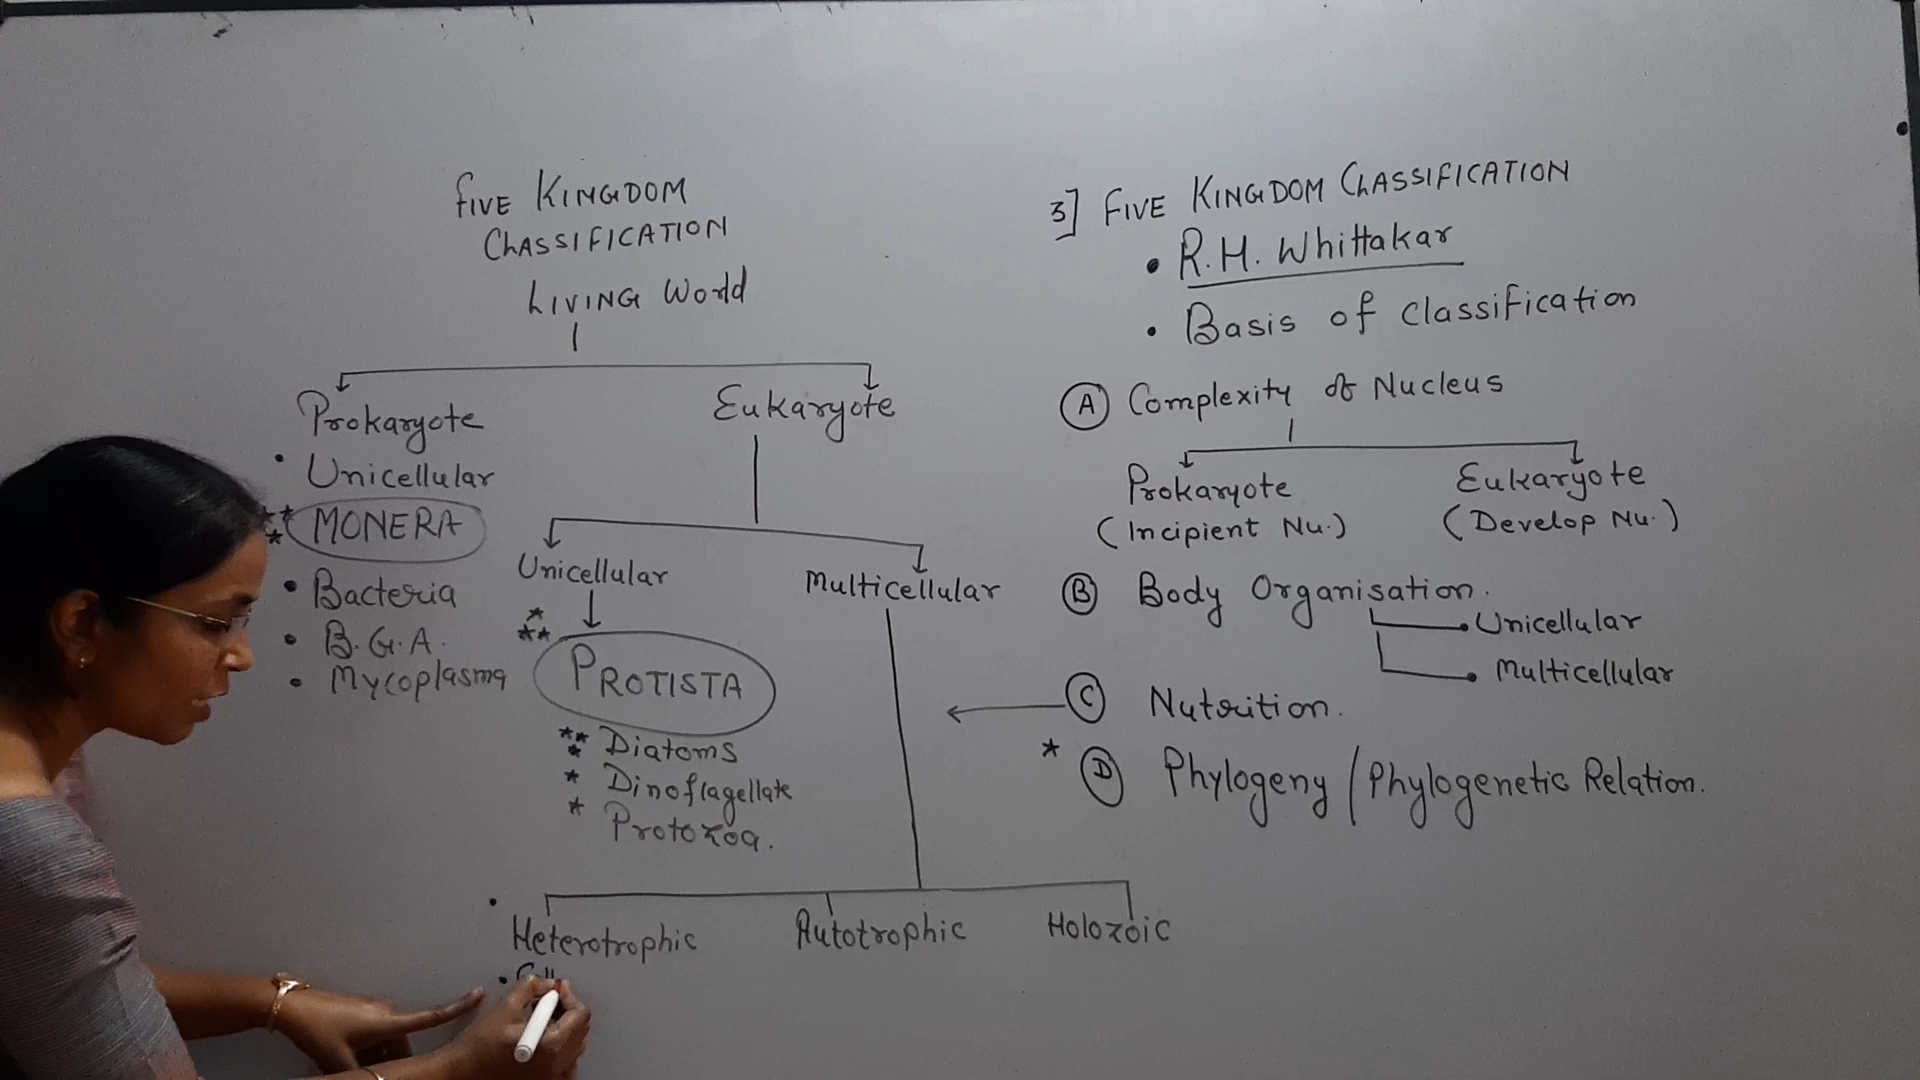 FIVE KINGDOM
CLASSIFICATION
LIVING World
Prokaryote
Eukaryote
• Unicellular
MONERA
• Bacteria
• B.G.A.
• Mycoplasma
Unicellular
Multicellular
PROTISTA
Diatoms
* Dinoflagellate
* Protozoa.
Heterotrophic
Autotrophic
Holozoic
3] FIVE KINGDOM CLASSIFICATION
• R.H. Whittakar
• Basis of classification
(A) Complexity of Nucleus
Prokaryote
(Incipient Nu.)
Eukaryote
(Develop Nu.)
(B) Body Organisation.
• Unicellular
• Multicellular
(C) Nutrition.
* (D) Phylogeny / Phylogenetic Relation.